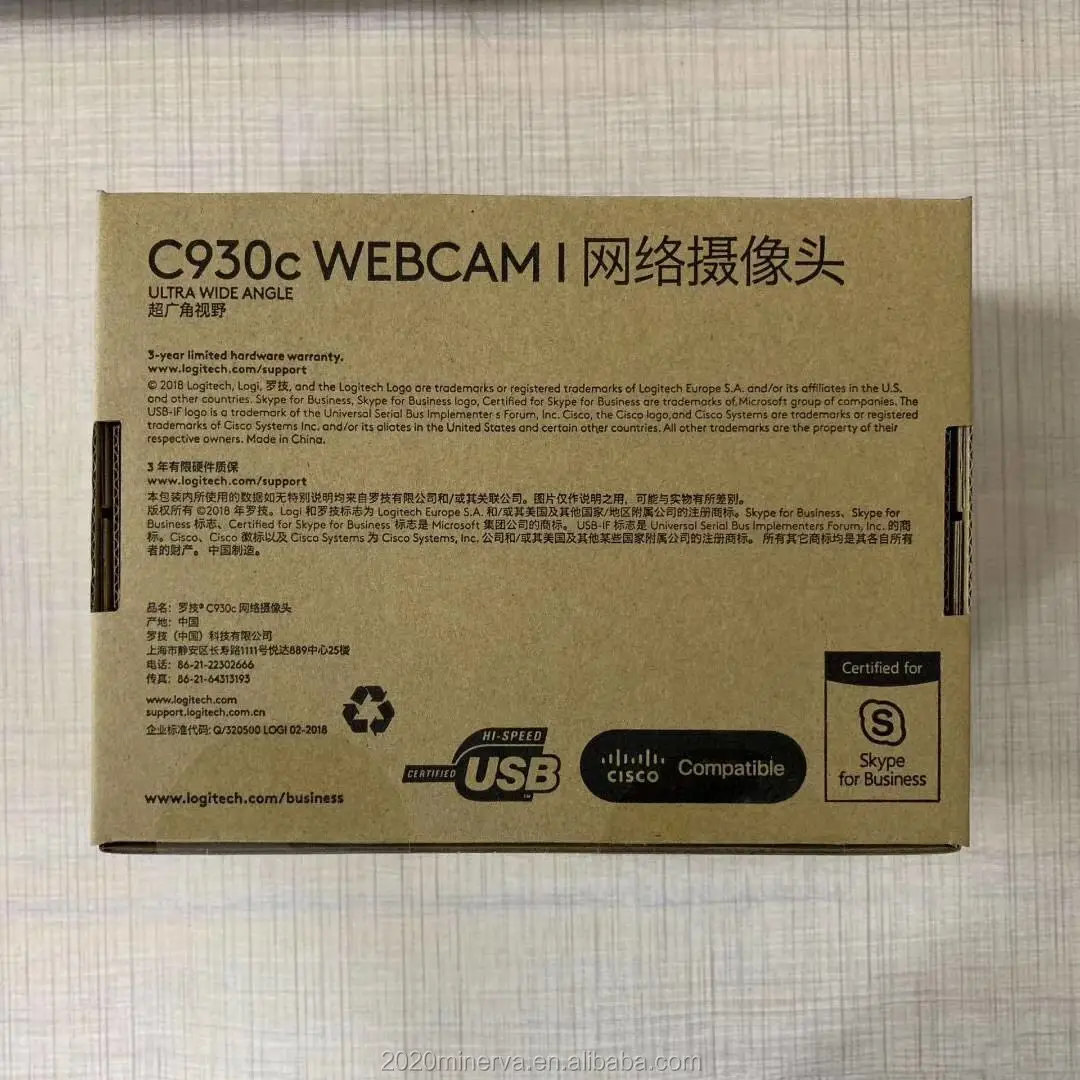 C930c WEBCAM | 网络摄像头
ULTRA WIDE ANGLE
超广角视野
3-year limited hardware warranty.
www.logitech.com/support
© 2018 Logitech, Logi, 罗技, and the Logitech Logo are trademarks or registered trademarks of Logitech Europe S.A. and/or its affiliates in the U.S.
and other countries. Skype for Business, Skype for Business logo, Certified for Skype for Business are trademarks of Microsoft group of companies. The
USB-IF logo is a trademark of the Universal Serial Bus Implementer s Forum, Inc. Cisco, the Cisco logo,and Cisco Systems are trademarks or registered
trademarks of Cisco Systems Inc. and/or its aliates in the United States and certain other countries. All other trademarks are the property of their
respective owners. Made in China.
3 年有限硬件质保
www.logitech.com/support
本包装内所使用的数据如无特别说明均来自罗技有限公司和/或其关联公司。图片仅作说明之用，可能与实物有所差别。
版权所有 ©2018 年罗技。Logi 和罗技标志为 Logitech Europe S.A. 和/或其美国及其他国家/地区附属公司的注册商标。Skype for Business、Skype for
Business 标志、Certified for Skype for Business 标志是 Microsoft 集团公司的商标。 USB-IF 标志是 Universal Serial Bus Implementers Forum, Inc. 的商
标。Cisco、Cisco 徽标以及 Cisco Systems 为 Cisco Systems, Inc. 公司和/或其美国及其他某些国家附属公司的注册商标。 所有其它商标均是其各自所有
者的财产。 中国制造。
品名：罗技® C930c 网络摄像头
产地：中国
罗技（中国）科技有限公司
上海市静安区长寿路1111号悦达889中心25楼
电话：86-21-22302666
传真：86-21-64313193
www.logitech.com
support.logitech.com.cn
企业标准代码: Q/320500 LOGI 02-2018
www.logitech.com/business
HI-SPEED
CERTIFIED USB™
CISCO Compatible
Certified for
S
Skype
for Business
2020minerva.en.alibaba.com